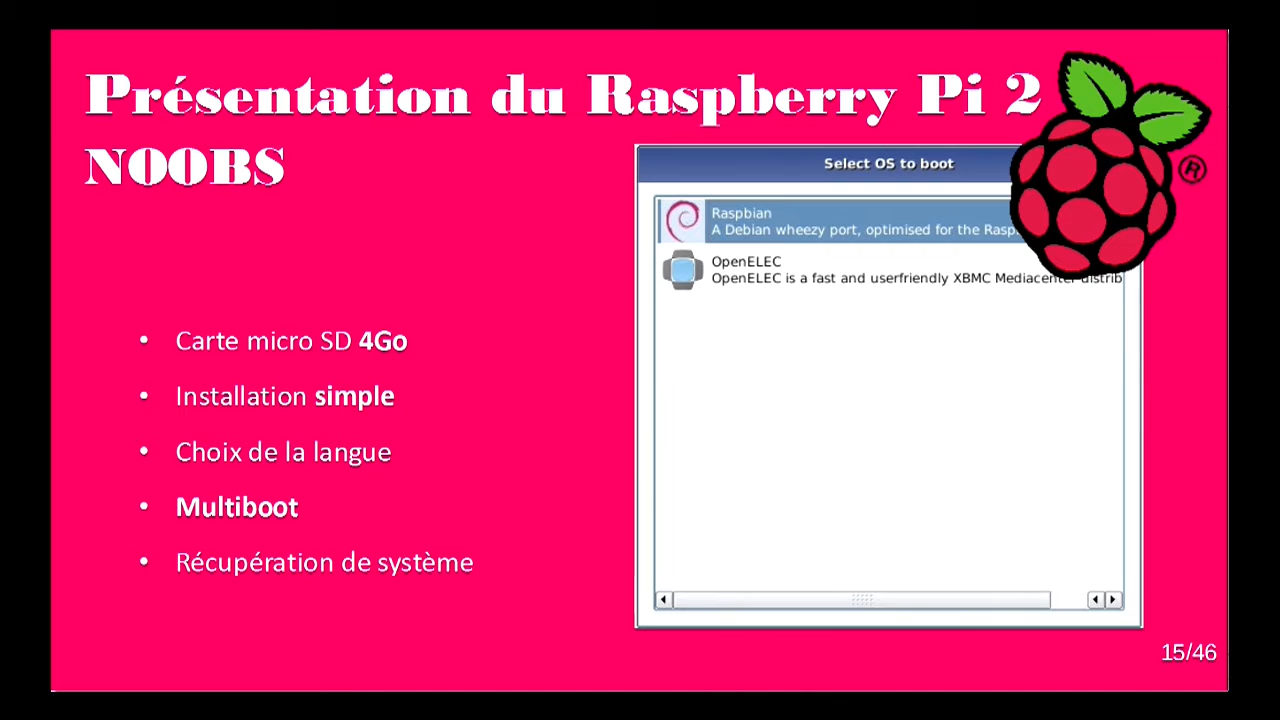 Présentation du Raspberry Pi 2
NOOBS
Select OS to boot
Raspbian
A Debian wheezy port, optimised for the
OpenELEC
OpenELEC is a fast and userfriendly XBMC Mediacenter distrib
• Carte micro SD 4Go
• Installation simple
• Choix de la langue
• Multiboot
• Récupération de système
®
15/46